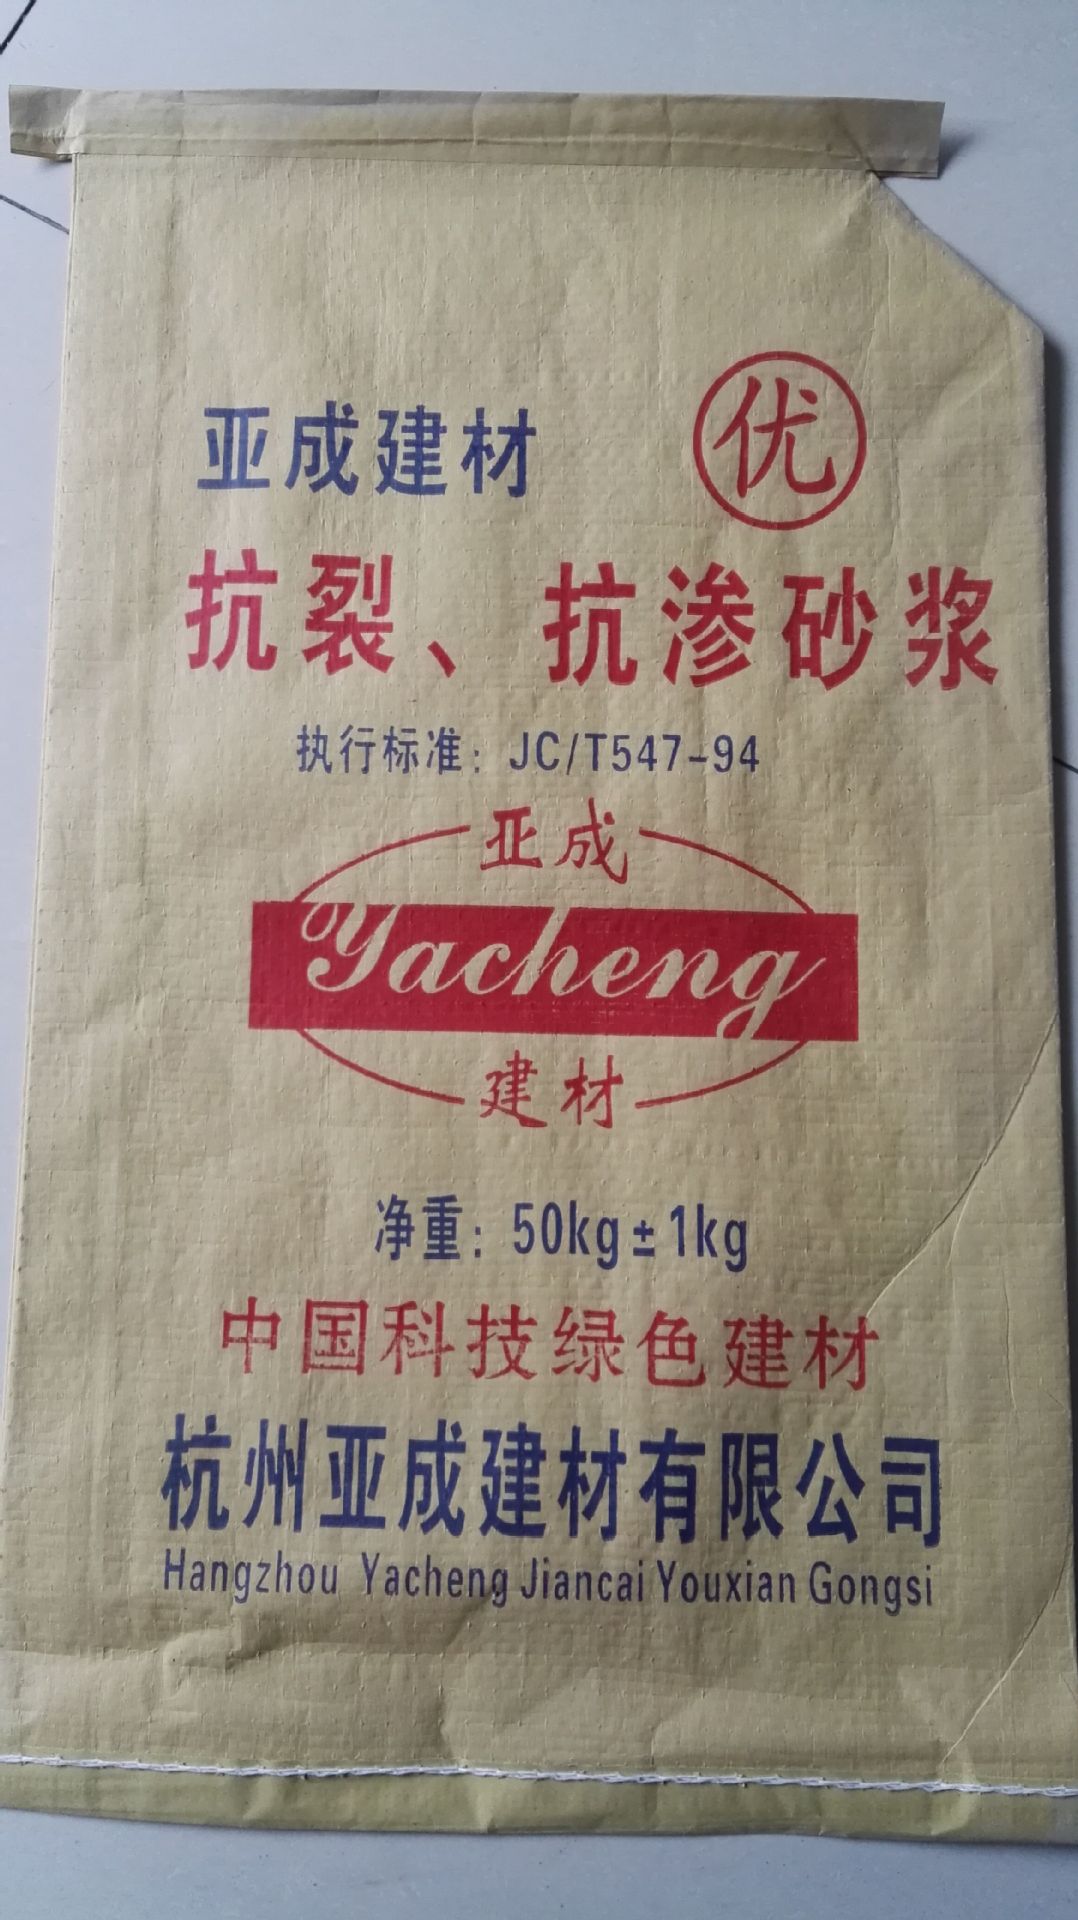 亚成建材
优
抗裂、抗渗砂浆
执行标准：JC/T547-94
亚成
Yacheng
建材
净重：50kg±1kg
中国科技绿色建材
杭州亚成建材有限公司
Hangzhou Yacheng Jiancai Youxian Gongsi